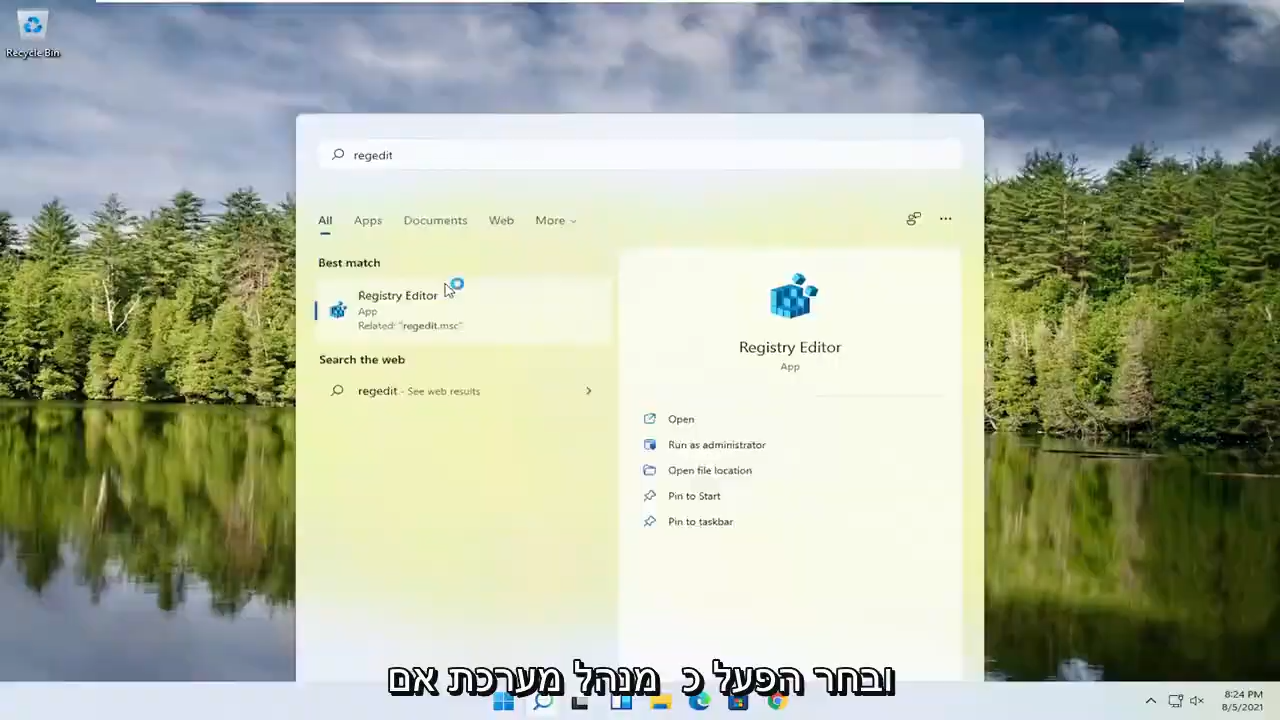 Recycle Bin
regedit
All Apps Documents Web More
Best match
Registry Editor
App
Related: "regedit.msc"
Search the web
regedit - See web results
Registry Editor
App
Open
Run as administrator
Open file location
Pin to Start
Pin to taskbar
ובחר הפעל כ מנהל מערכת אם
8:24 PM
8/5/2021